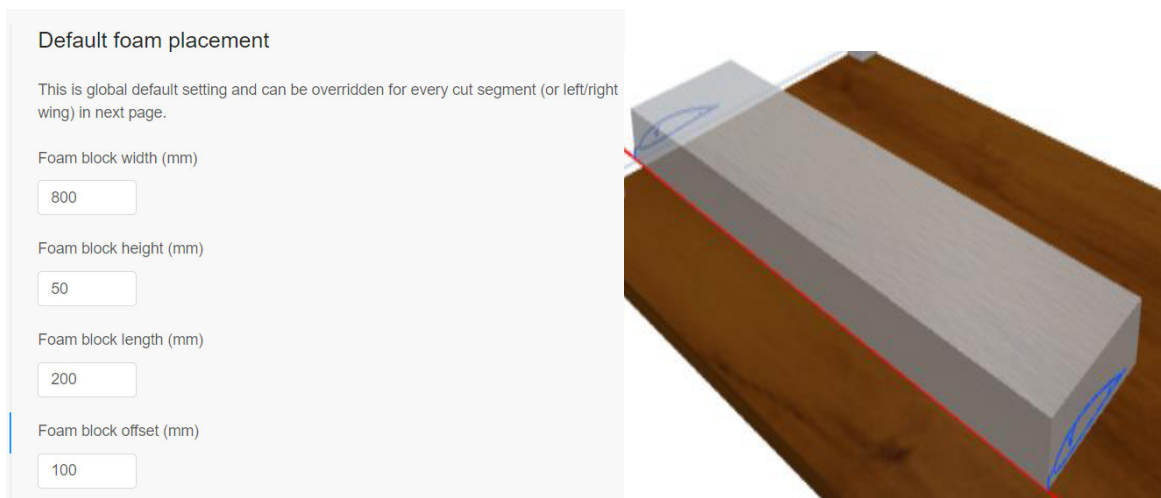 Default foam placement
This is global default setting and can be overridden for every cut segment (or left/right
wing) in next page.
Foam block width (mm)
800
Foam block height (mm)
50
Foam block length (mm)
200
Foam block offset (mm)
100